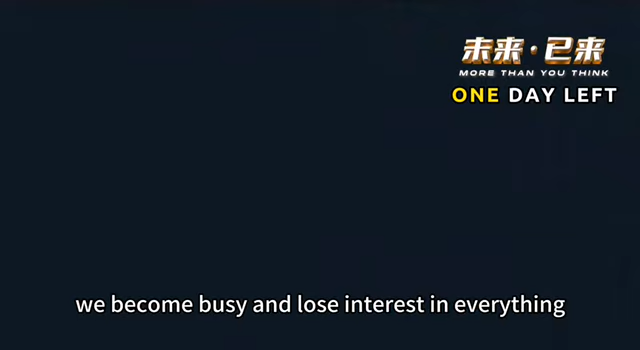 未来·已来
MORE THAN YOU THINK
ONE DAY LEFT
we become busy and lose interest in everything